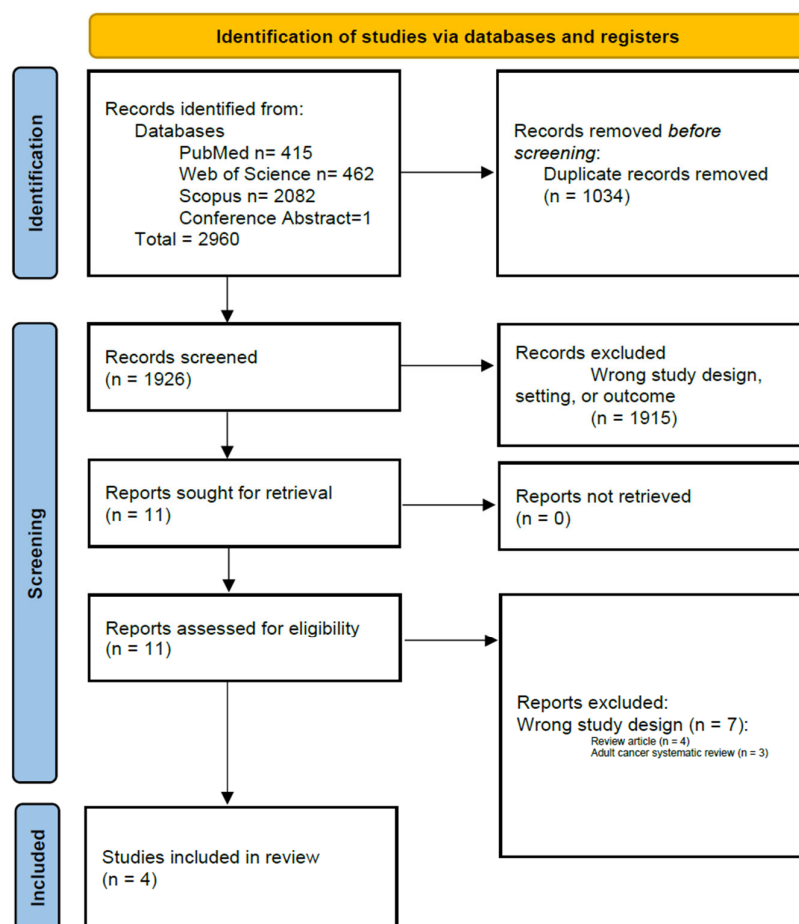 Identification of studies via databases and registers
Identification
Records identified from:
Databases
PubMed n= 415
Web of Science n= 462
Scopus n= 2082
Conference Abstract=1
Total = 2960
Records removed before
screening:
Duplicate records removed
(n = 1034)
Screening
Records screened
(n = 1926)
Records excluded
Wrong study design,
setting, or outcome
(n = 1915)
Reports sought for retrieval
(n = 11)
Reports not retrieved
(n = 0)
Reports assessed for eligibility
(n = 11)
Reports excluded:
Wrong study design (n = 7):
Review article (n = 4)
Adult cancer systematic review (n = 3)
Included
Studies included in review
(n = 4)